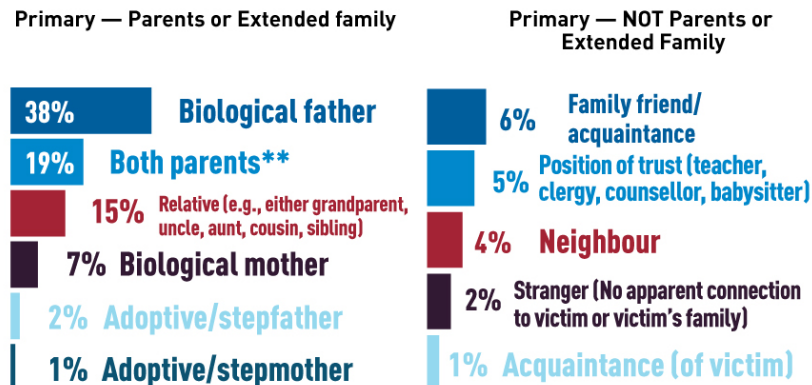 Primary — Parents or Extended family
38% Biological father
19% Both parents**
15% Relative (e.g., either grandparent,
uncle, aunt, cousin, sibling)
7% Biological mother
2% Adoptive/stepfather
1% Adoptive/stepmother
Primary — NOT Parents or
Extended Family
6% Family friend/
acquaintance
5% Position of trust (teacher,
clergy, counsellor, babysitter)
4% Neighbour
2% Stranger (No apparent connection
to victim or victim's family)
1% Acquaintance (of victim)